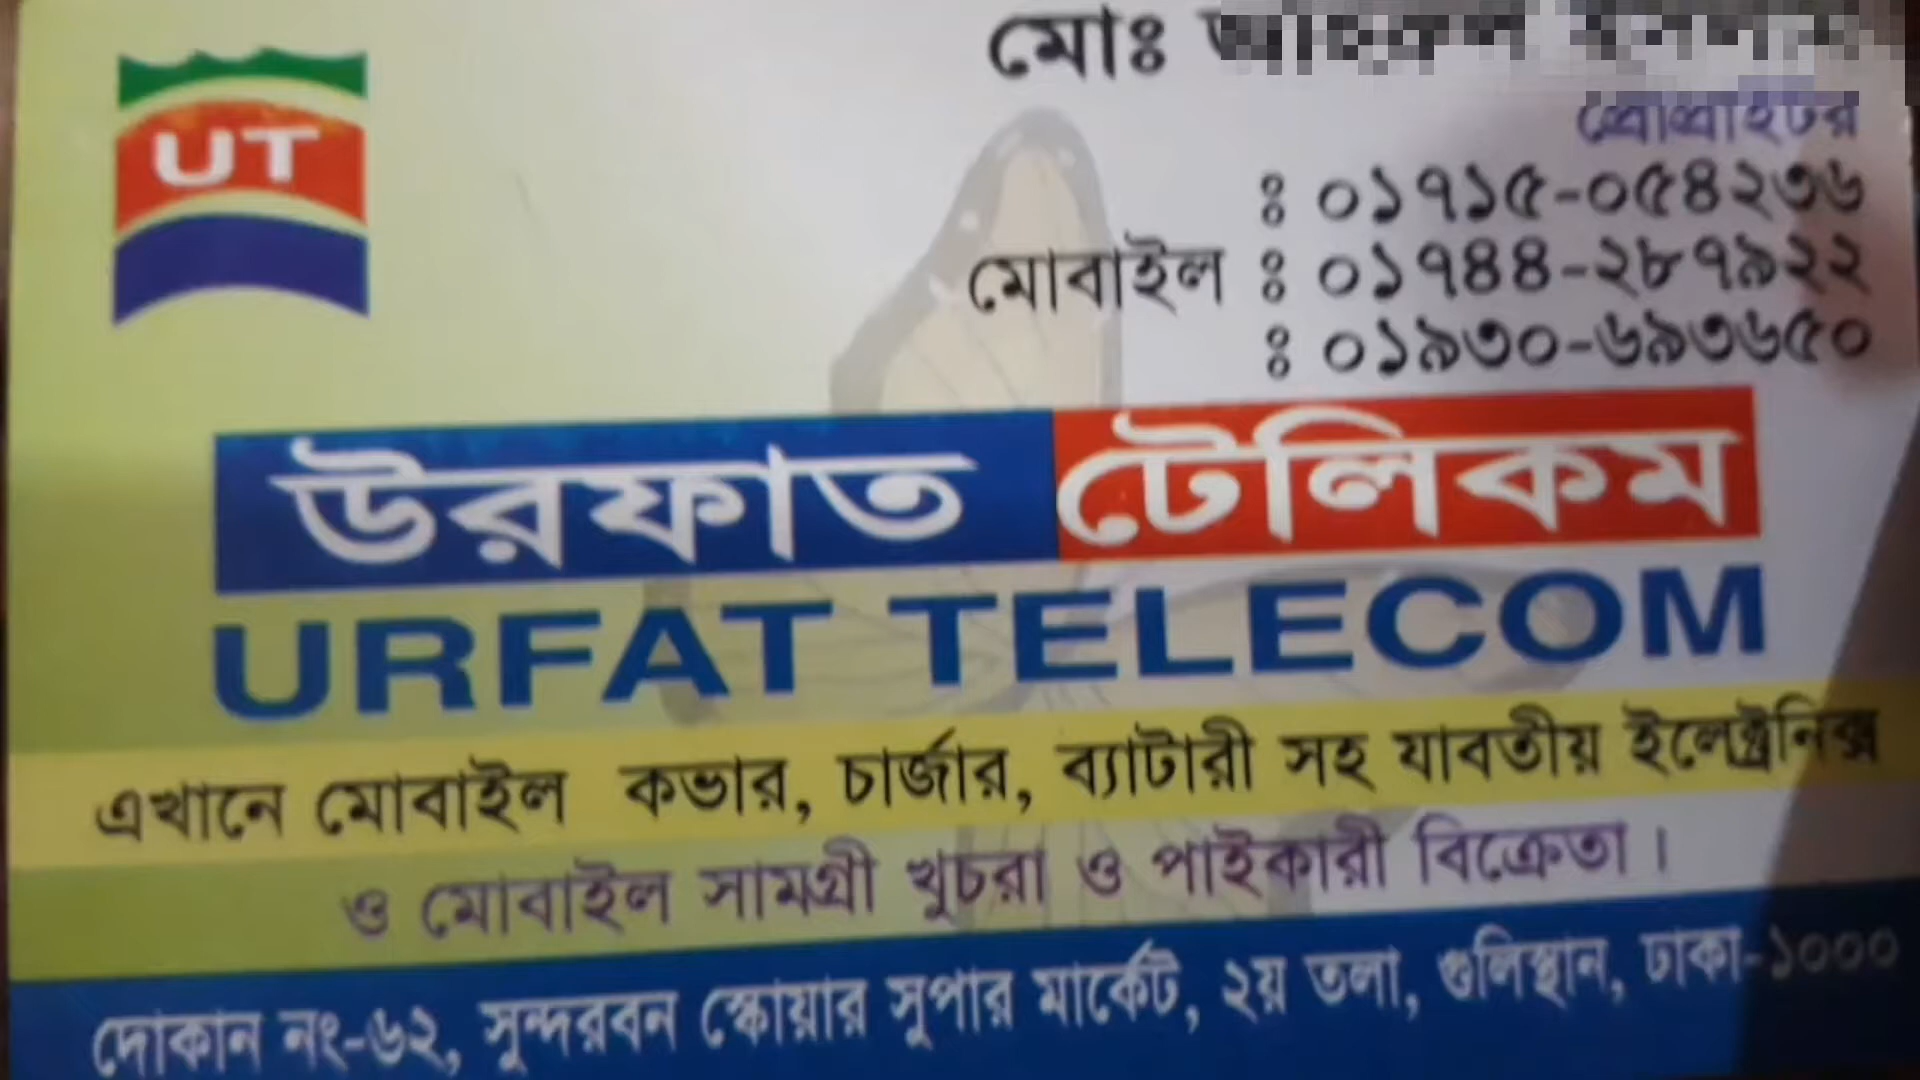 UT
মোঃ
প্রোপ্রাইটর
: ০১৭১৫-০৫৪২৩৬
মোবাইল : ০১৭৪৪-২৮৭৯২২
: ০১৯৩০-৬৯৩৬৫০
উরফাত টেলিকম
URFAT TELECOM
এখানে মোবাইল কভার, চার্জার, ব্যাটারী সহ যাবতীয় ইলেক্ট্রনিক্স
ও মোবাইল সামগ্রী খুচরা ও পাইকারী বিক্রেতা।
দোকান নং-৬২, সুন্দরবন স্কোয়ার সুপার মার্কেট, ২য় তলা, গুলিস্থান, ঢাকা-১০০০